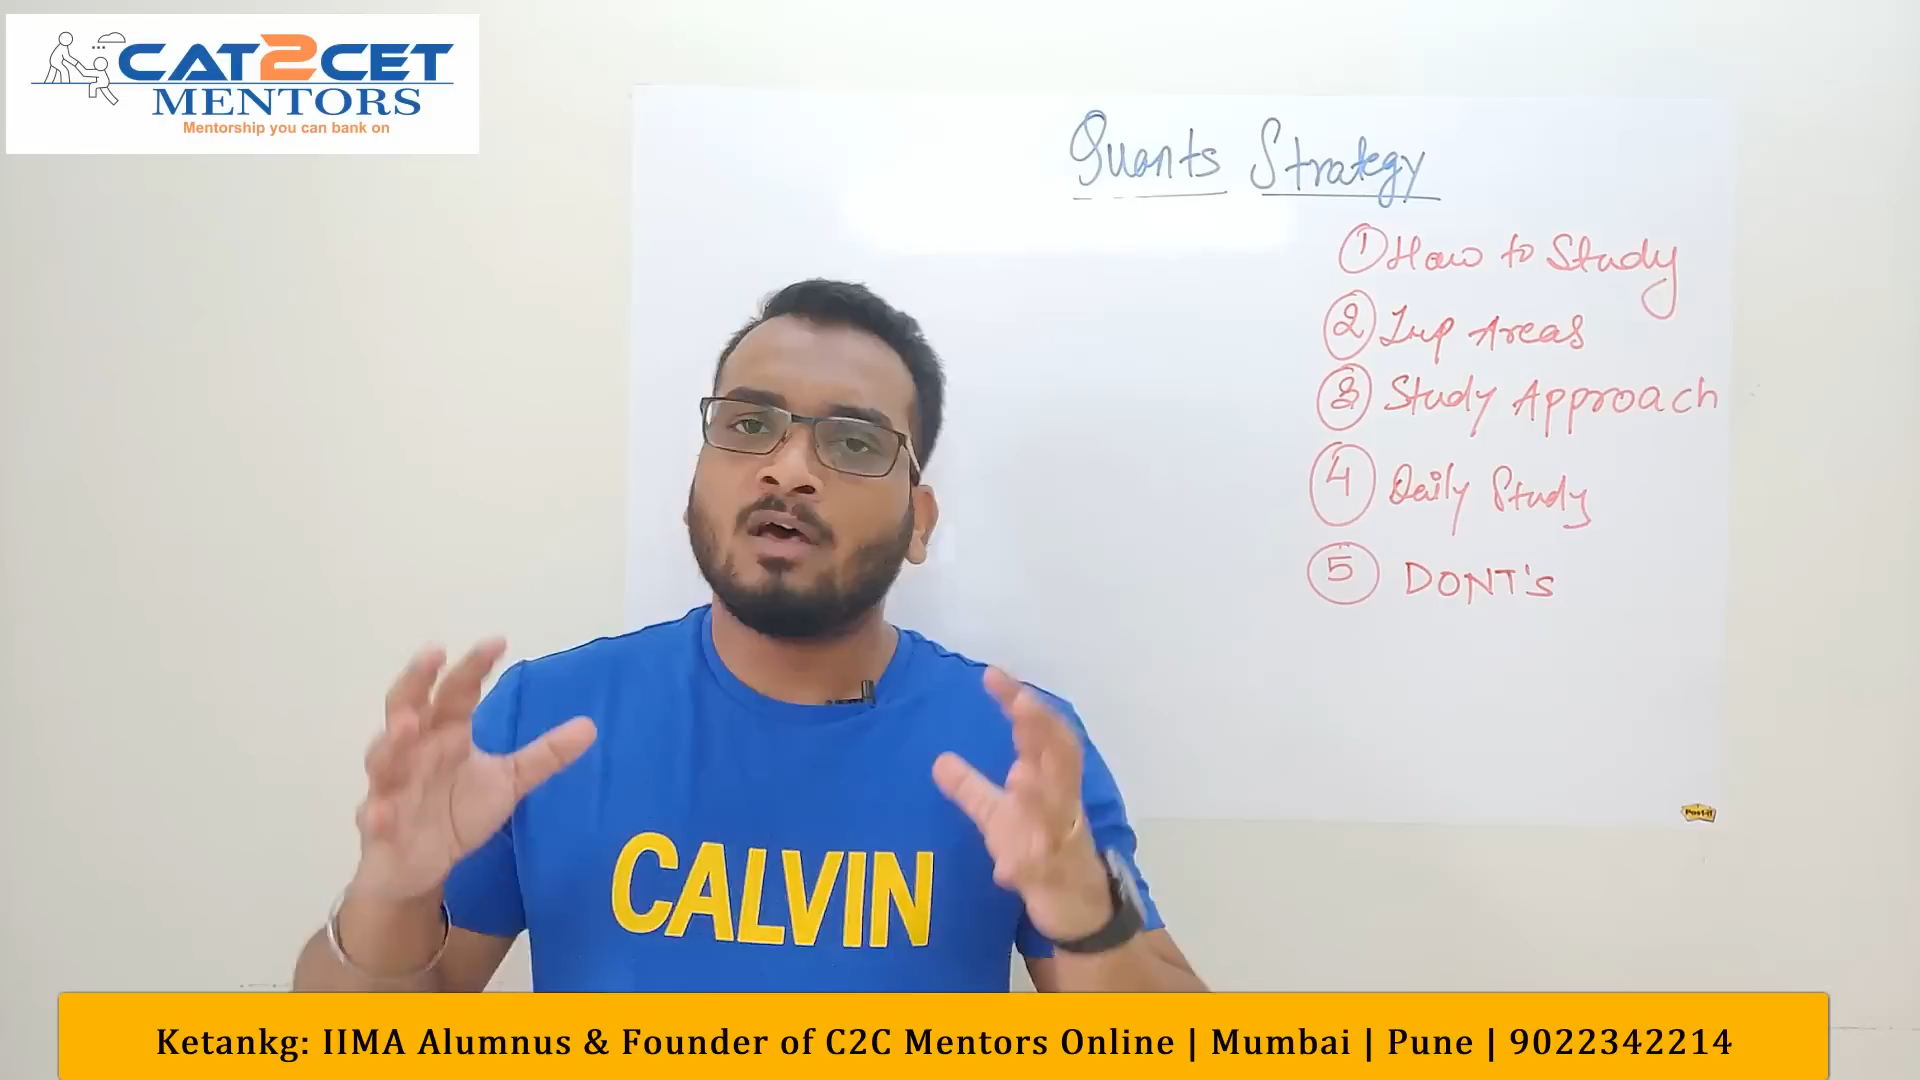 CAT2CET
MENTORS
Mentorship you can bank on
Quants Strategy
1 How to Study
2 Imp Areas
3 Study Approach
4 Daily Study
5 DONT'S
Post-it
CALVIN
Ketankg: IIMA Alumnus & Founder of C2C Mentors Online | Mumbai | Pune | 9022342214